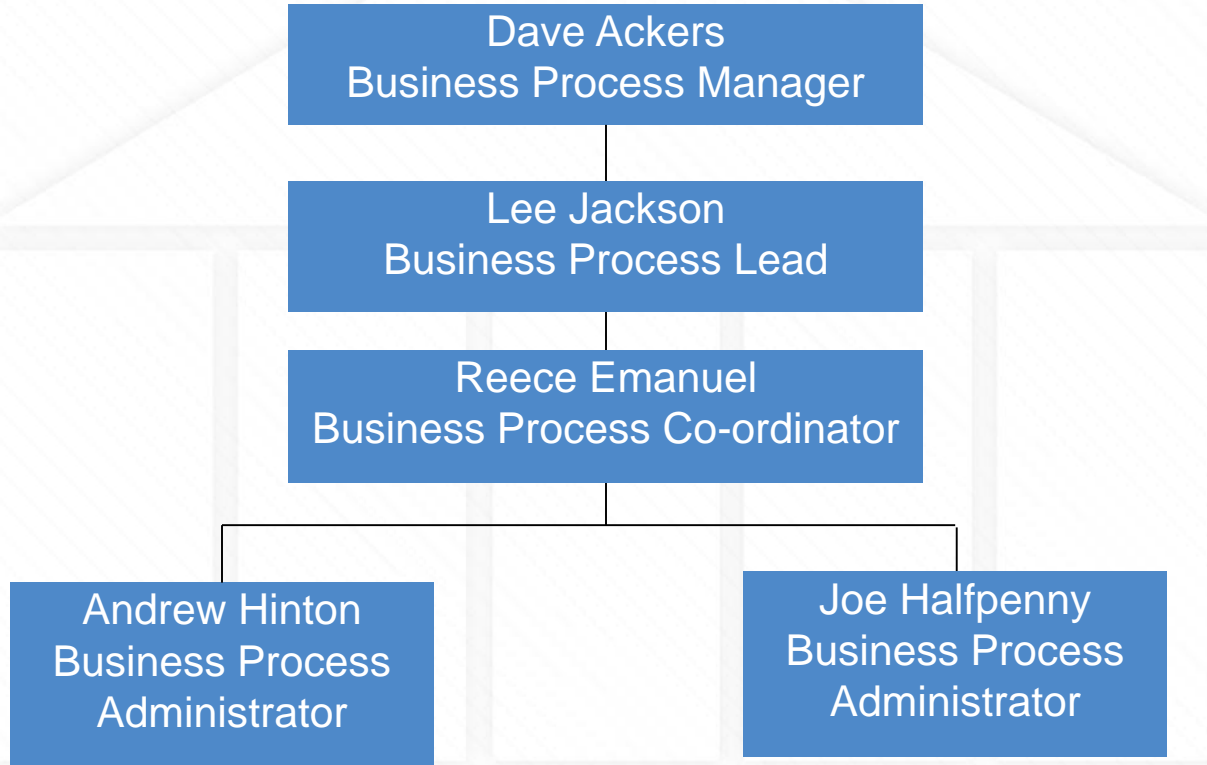 Dave Ackers
Business Process Manager
Lee Jackson
Business Process Lead
Reece Emanuel
Business Process Co-ordinator
Andrew Hinton
Business Process
Administrator
Joe Halfpenny
Business Process
Administrator